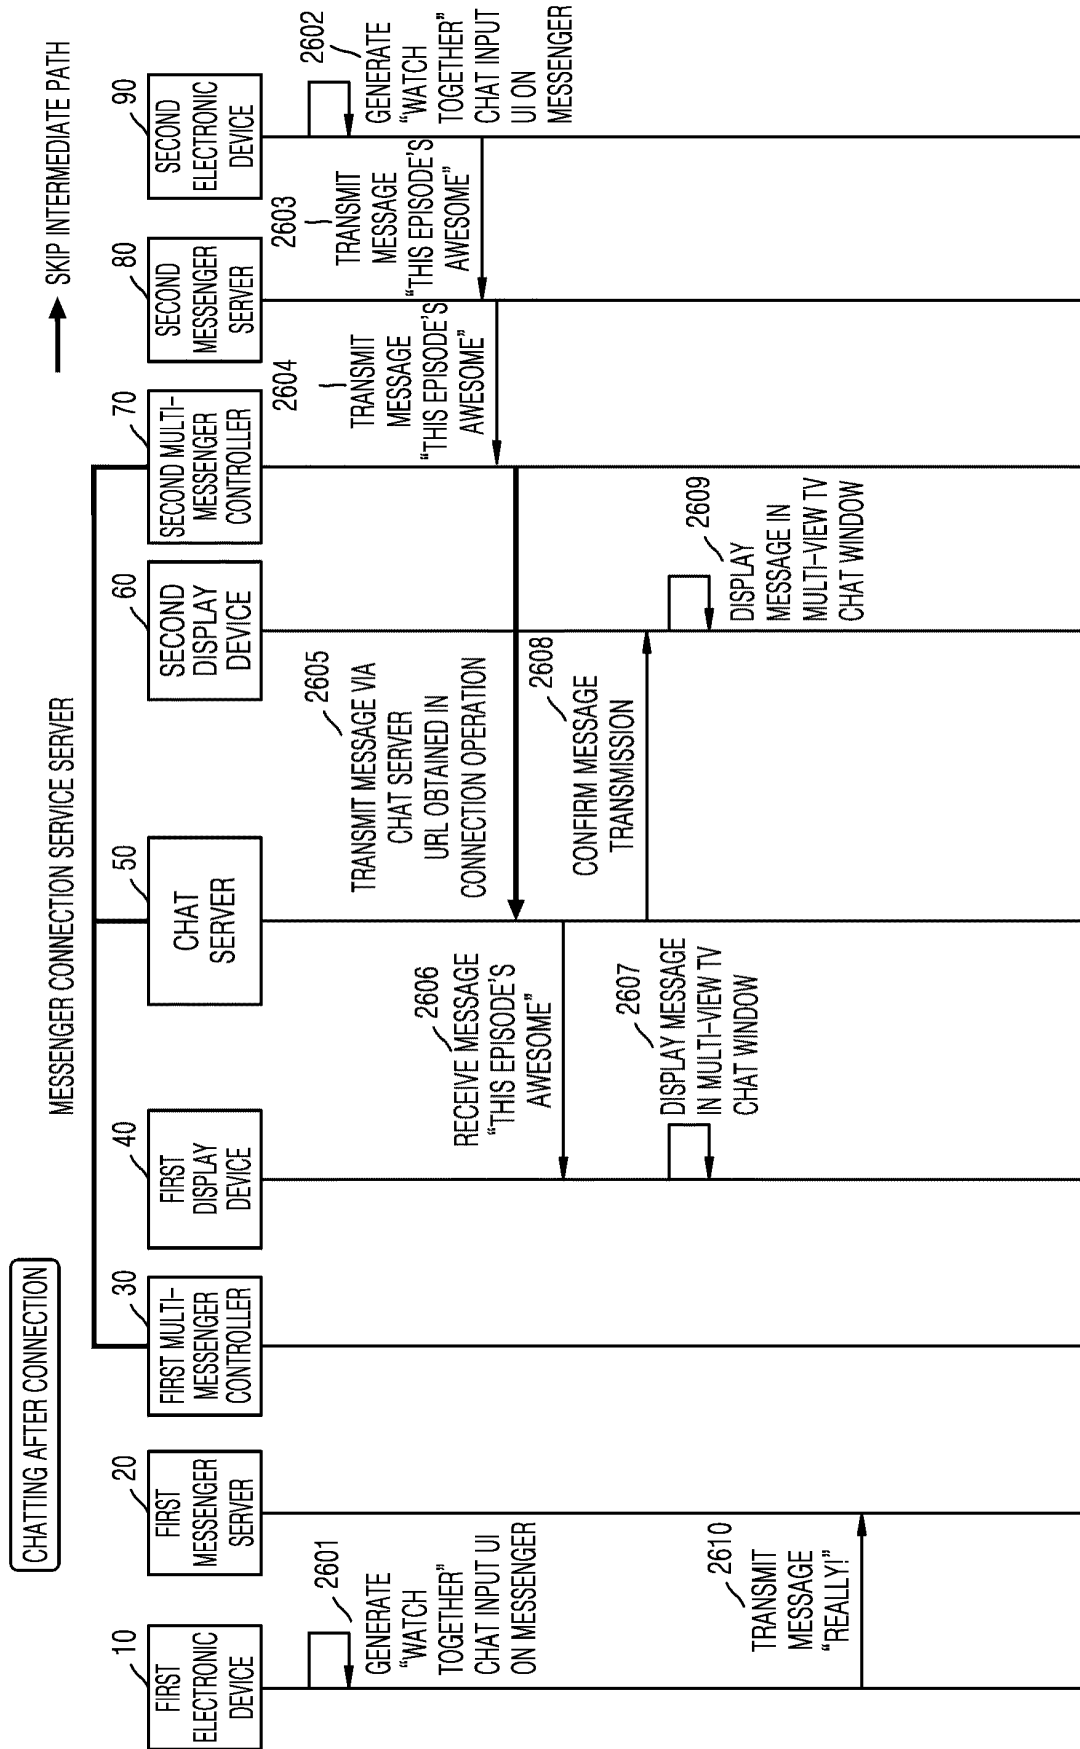 CHATTING AFTER CONNECTION
MESSENGER CONNECTION SERVICE SERVER
SKIP INTERMEDIATE PATH
10
FIRST
ELECTRONIC
DEVICE
20
FIRST
MESSENGER
SERVER
30
FIRST MULTI-
MESSENGER
CONTROLLER
40
FIRST
DISPLAY
DEVICE
50
CHAT
SERVER
60
SECOND
DISPLAY
DEVICE
70
SECOND MULTI-
MESSENGER
CONTROLLER
80
SECOND
MESSENGER
SERVER
90
SECOND
ELECTRONIC
DEVICE
2601
GENERATE
“WATCH
TOGETHER”
CHAT INPUT UI
ON MESSENGER
2602
GENERATE
“WATCH
TOGETHER”
CHAT INPUT
UI ON
MESSENGER
2603
TRANSMIT
MESSAGE
“THIS EPISODE'S
AWESOME”
2604
TRANSMIT
MESSAGE
“THIS EPISODE'S
AWESOME”
2605
TRANSMIT MESSAGE VIA
CHAT SERVER
URL OBTAINED IN
CONNECTION OPERATION
2606
RECEIVE MESSAGE
“THIS EPISODE'S
AWESOME”
2607
DISPLAY MESSAGE
IN MULTI-VIEW TV
CHAT WINDOW
2608
CONFIRM MESSAGE
TRANSMISSION
2609
DISPLAY
MESSAGE IN
MULTI-VIEW TV
CHAT WINDOW
2610
TRANSMIT
MESSAGE
“REALLY!”